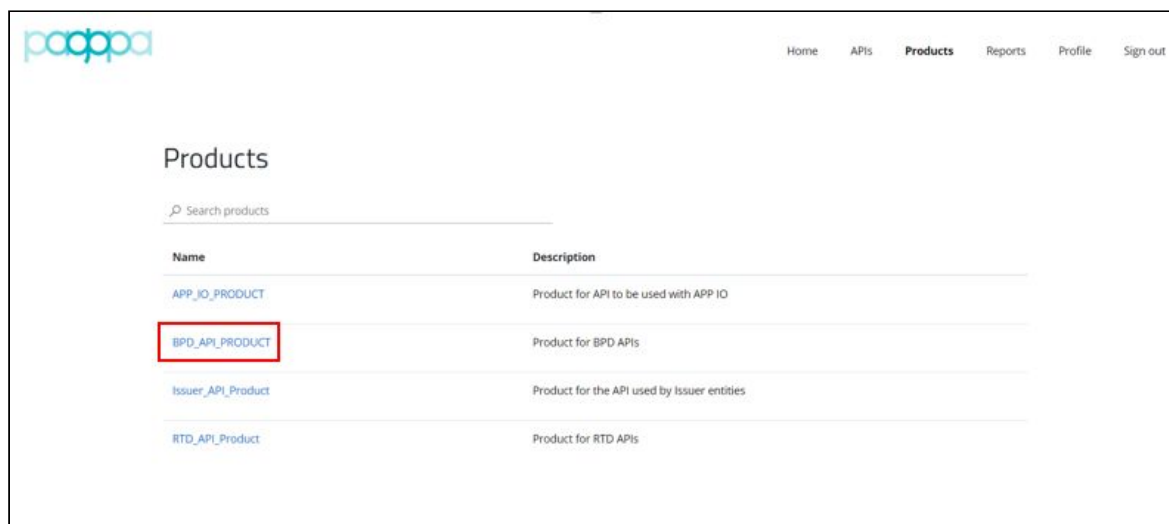 pagopa
Home APIs Products Reports Profile Sign out
Products
Search products
Name Description
APP_IO_PRODUCT Product for API to be used with APP IO
BPD_API_PRODUCT Product for BPD APIs
Issuer_API_Product Product for the API used by Issuer entities
RTD_API_Product Product for RTD APIs